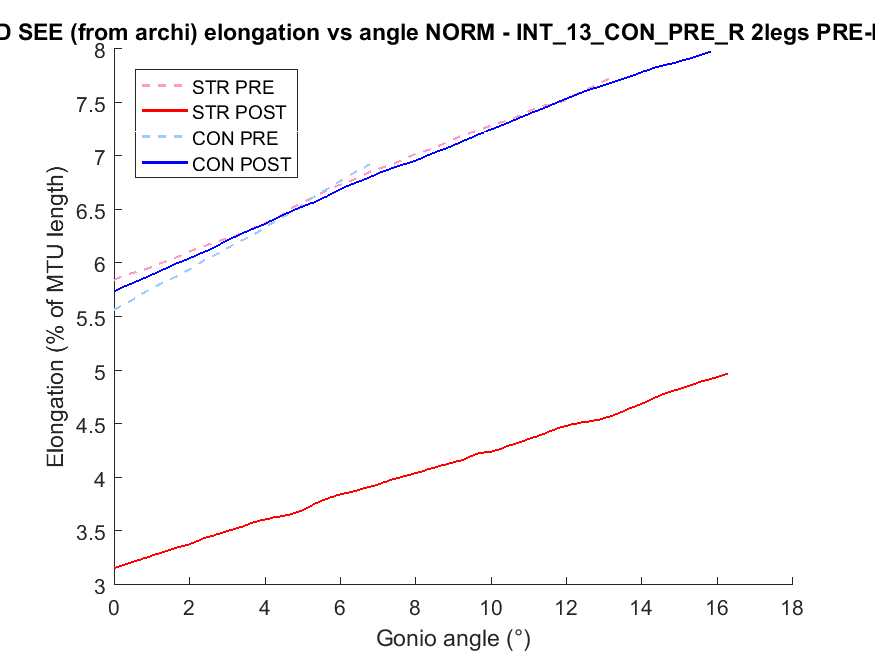 D SEE (from archi) elongation vs angle NORM - INT_13_CON_PRE_R 2legs PRE-
STR PRE
STR POST
CON PRE
CON POST
Elongation (% of MTU length)
8
7.5
7
6.5
6
5.5
5
4.5
4
3.5
3
0 2 4 6 8 10 12 14 16 18
Gonio angle (°)